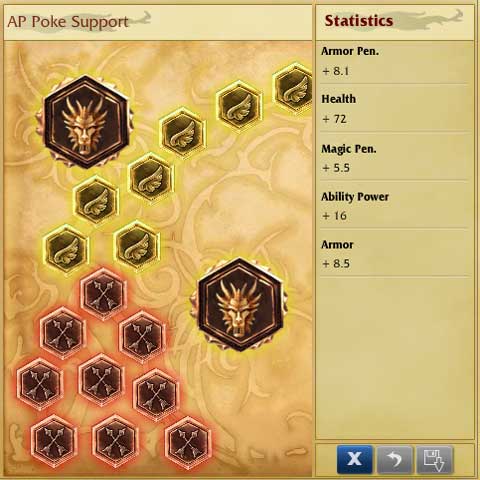 AP Poke Support
Statistics
Armor Pen.
+ 8.1
Health
+ 72
Magic Pen.
+ 5.5
Ability Power
+ 16
Armor
+ 8.5
X